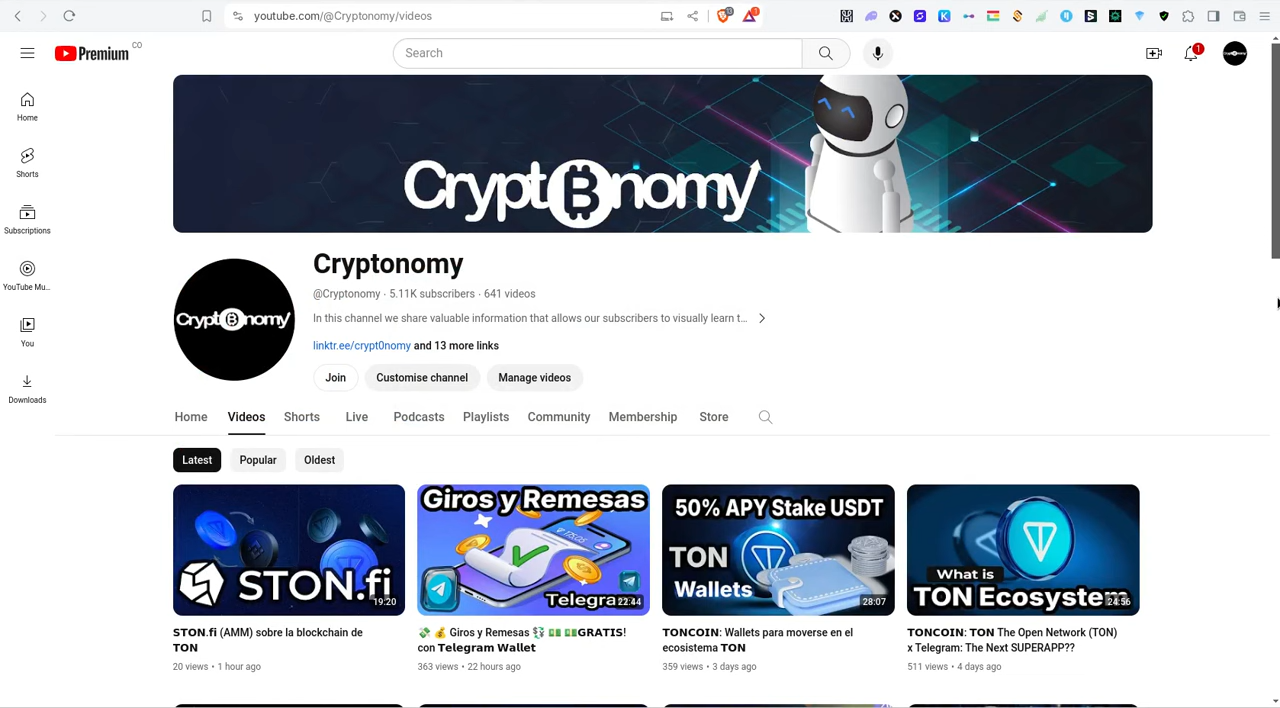 youtube.com/@Cryptonomy/videos
Premium CO
Search
1
Home
Shorts
Subscriptions
YouTube Mu...
You
Downloads
Crypt₿nomy
Crypt₿nomy
Cryptonomy
@Cryptonomy · 5.11K subscribers · 641 videos
In this channel we share valuable information that allows our subscribers to visually learn t...
linktr.ee/crypt0nomy and 13 more links
Join Customise channel Manage videos
Home Videos Shorts Live Podcasts Playlists Community Membership Store
Latest Popular Oldest
STON.fi
19:20
Giros y Remesas
Telegra
22:44
50% APY Stake USDT
TON
Wallets
28:07
What is
TON Ecosystem
24:56
𝗦𝗧𝗢𝗡.fi (AMM) sobre la blockchain de
𝗧𝗢𝗡
20 views · 1 hour ago
💸 💰 Giros y Remesas 💱 💵 💵𝗚𝗥𝗔𝗧𝗜𝗦!
con 𝗧𝗲𝗹𝗲𝗴𝗿𝗮𝗺 𝗪𝗮𝗹𝗹𝗲𝘁
363 views · 22 hours ago
𝗧𝗢𝗡𝗖𝗢𝗜𝗡: Wallets para moverse en el
ecosistema 𝗧𝗢𝗡
359 views · 3 days ago
𝗧𝗢𝗡𝗖𝗢𝗜𝗡: 𝗧𝗢𝗡 The Open Network (TON)
x Telegram: The Next SUPERAPP??
511 views · 4 days ago